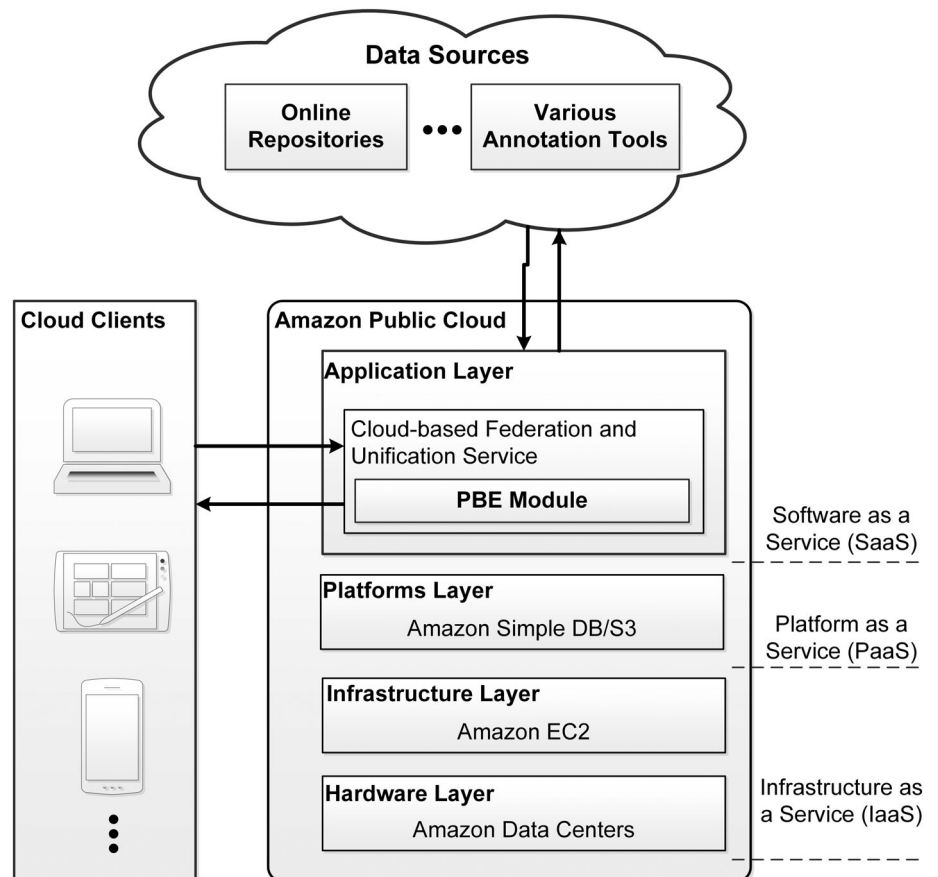 Data Sources
Online
Repositories
Various
Annotation Tools
Cloud Clients
Amazon Public Cloud
Application Layer
Cloud-based Federation and
Unification Service
PBE Module
Software as a
Service (SaaS)
Platforms Layer
Amazon Simple DB/S3
Platform as a
Service (PaaS)
Infrastructure Layer
Amazon EC2
Hardware Layer
Amazon Data Centers
Infrastructure as
a Service (IaaS)